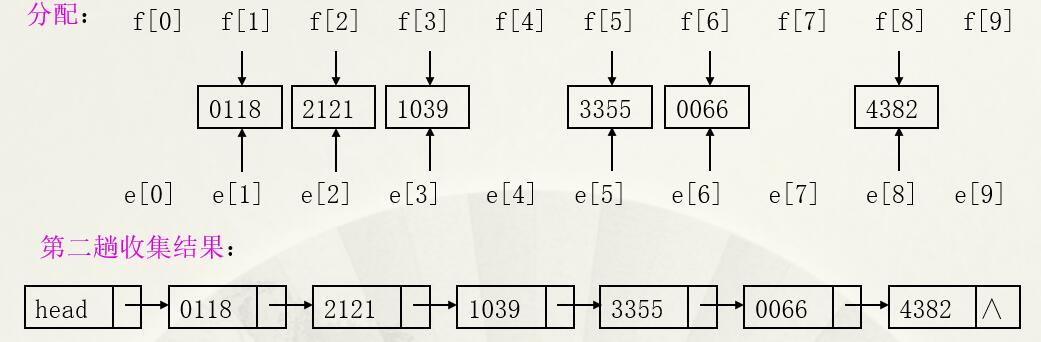 分配： f[0] f[1] f[2] f[3] f[4] f[5] f[6] f[7] f[8] f[9]
0118 2121 1039 3355 0066 4382
e[0] e[1] e[2] e[3] e[4] e[5] e[6] e[7] e[8] e[9]
第二趟收集结果：
head 0118 2121 1039 3355 0066 4382 ∧